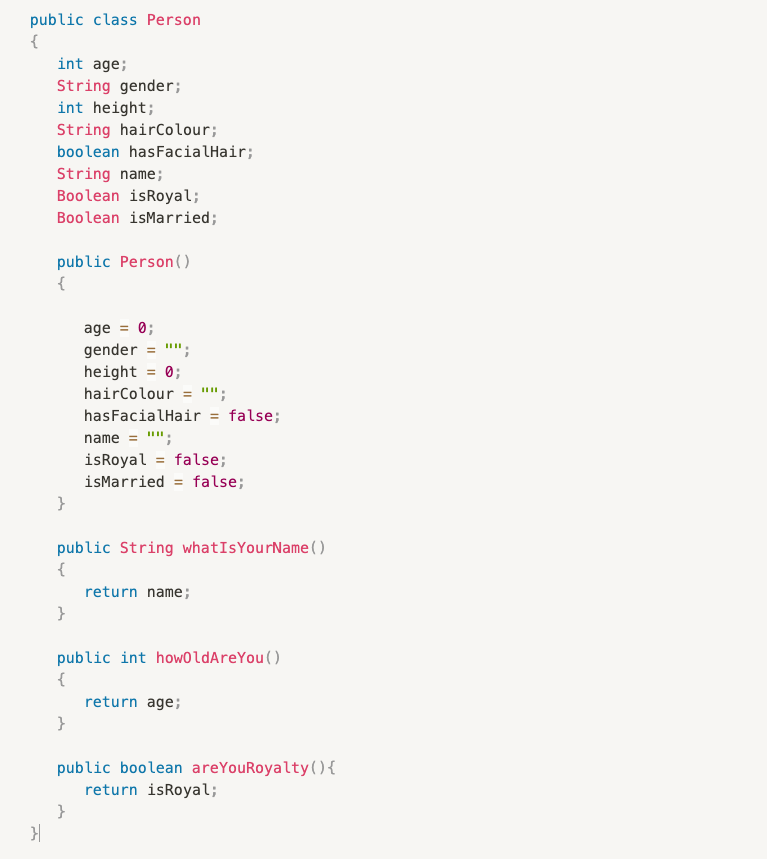 public class Person
{
   int age;
   String gender;
   int height;
   String hairColour;
   boolean hasFacialHair;
   String name;
   Boolean isRoyal;
   Boolean isMarried;

   public Person()
   {

      age = 0;
      gender = "";
      height = 0;
      hairColour = "";
      hasFacialHair = false;
      name = "";
      isRoyal = false;
      isMarried = false;
   }

   public String whatIsYourName()
   {
      return name;
   }

   public int howOldAreYou()
   {
      return age;
   }

   public boolean areYouRoyalty(){
      return isRoyal;
   }
}